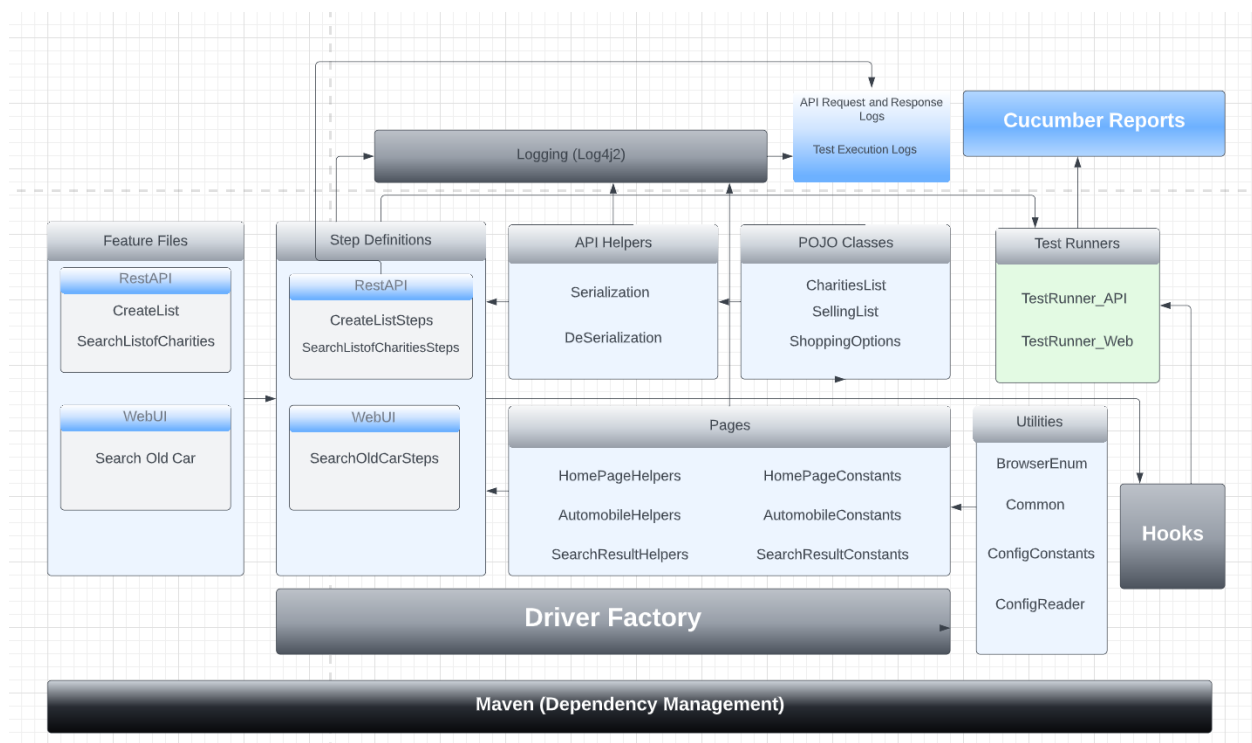 API Request and Response
Logs
Test Execution Logs
Cucumber Reports
Logging (Log4j2)
Feature Files
RestAPI
CreateList
SearchListofCharities
WebUI
Search Old Car
Step Definitions
RestAPI
CreateListSteps
SearchListofCharitiesSteps
WebUI
SearchOldCarSteps
API Helpers
Serialization
DeSerialization
POJO Classes
CharitiesList
SellingList
ShoppingOptions
Test Runners
TestRunner_API
TestRunner_Web
Pages
HomePageHelpers
HomePageConstants
AutomobileHelpers
AutomobileConstants
SearchResultHelpers
SearchResultConstants
Utilities
BrowserEnum
Common
ConfigConstants
ConfigReader
Hooks
Driver Factory
Maven (Dependency Management)